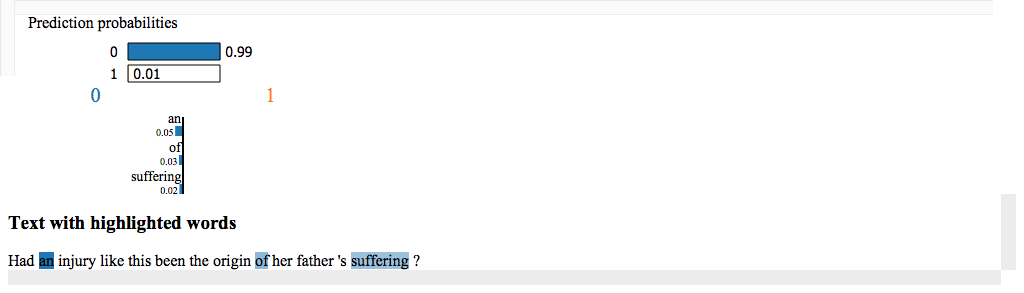 Prediction probabilities
0 0.99
1 0.01
0 1
an
0.05
of
0.03
suffering
0.02
Text with highlighted words
Had an injury like this been the origin of her father 's suffering ?